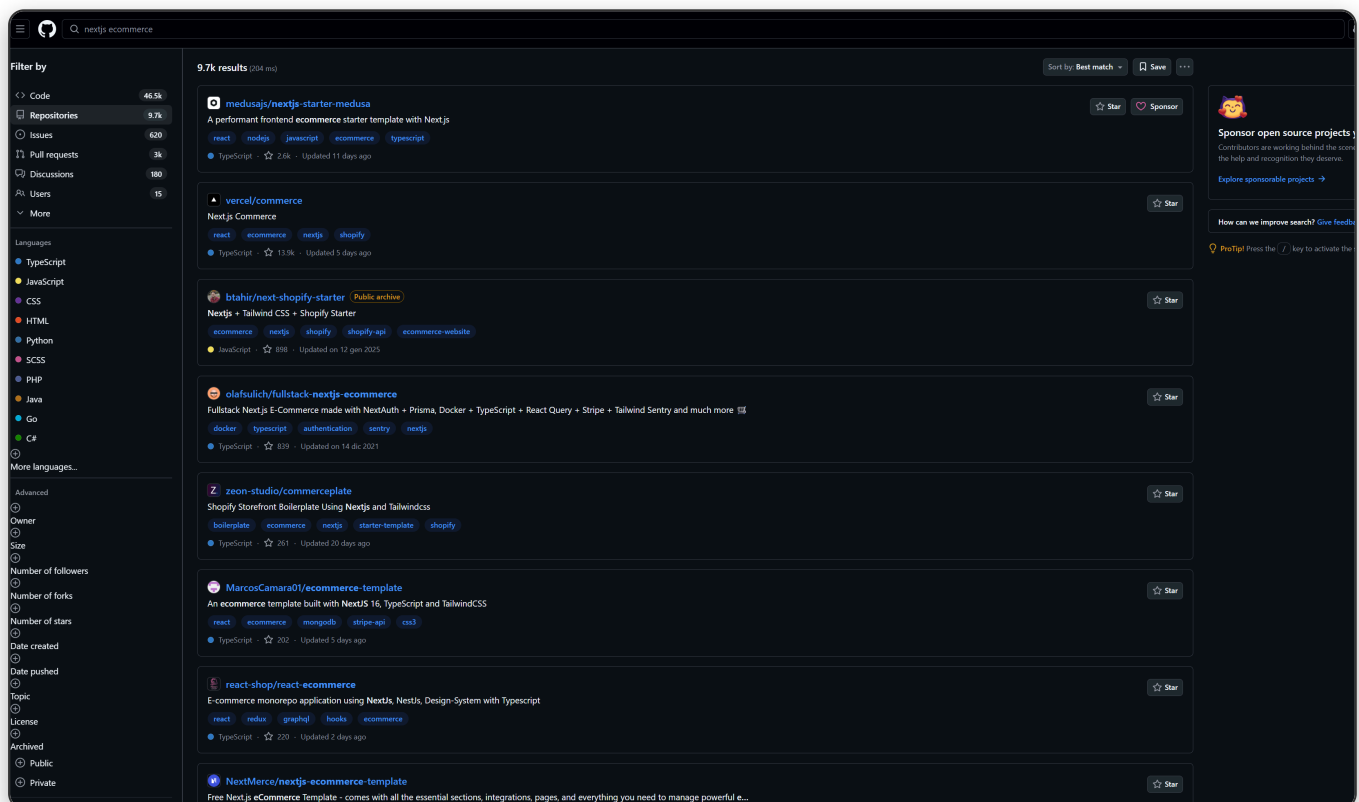 nextjs ecommerce
Filter by
Code 46.5k
Repositories 9.7k
Issues 620
Pull requests 3k
Discussions 180
Users 15
More
Languages
TypeScript
JavaScript
CSS
HTML
Python
SCSS
PHP
Java
Go
C#
More languages...
Advanced
Owner
Size
Number of followers
Number of forks
Number of stars
Date created
Date pushed
Topic
License
Archived
Public
Private
9.7k results (204 ms)
Sort by: Best match
Save
medusajs/nextjs-starter-medusa
Star
Sponsor
A performant frontend ecommerce starter template with Next.js
react nodejs javascript ecommerce typescript
TypeScript · 2.6k · Updated 11 days ago
vercel/commerce
Star
Next.js Commerce
react ecommerce nextjs shopify
TypeScript · 13.9k · Updated 5 days ago
btahir/next-shopify-starter Public archive
Star
Nextjs + Tailwind CSS + Shopify Starter
ecommerce nextjs shopify shopify-api ecommerce-website
JavaScript · 898 · Updated on 12 gen 2025
olafsulich/fullstack-nextjs-ecommerce
Star
Fullstack Next.js E-Commerce made with NextAuth + Prisma, Docker + TypeScript + React Query + Stripe + Tailwind Sentry and much more
docker typescript authentication sentry nextjs
TypeScript · 839 · Updated on 14 dic 2021
zeon-studio/commerceplate
Star
Shopify Storefront Boilerplate Using Nextjs and Tailwindcss
boilerplate ecommerce nextjs starter-template shopify
TypeScript · 261 · Updated 20 days ago
MarcosCamara01/ecommerce-template
Star
An ecommerce template built with NextJS 16, TypeScript and TailwindCSS
react ecommerce mongodb stripe-api css3
TypeScript · 202 · Updated 5 days ago
react-shop/react-ecommerce
Star
E-commerce monorepo application using NextJs, NestJs, Design-System with Typescript
react redux graphql hooks ecommerce
TypeScript · 220 · Updated 2 days ago
NextMerce/nextjs-ecommerce-template
Star
Free Next.js eCommerce Template - comes with all the essential sections, integrations, pages, and everything you need to manage powerful e...
Sponsor open source projects y
Contributors are working behind the scen
the help and recognition they deserve.
Explore sponsorable projects →
How can we improve search? Give feedba
ProTip! Press the / key to activate the